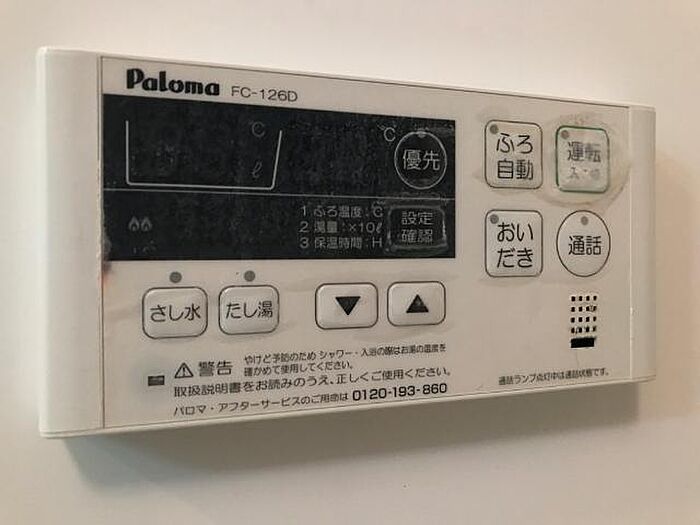 Paloma FC-126D
℃
ℓ
℃
優先
1 ふろ温度:℃
2 湯量:×10ℓ
3 保温時間:H
設定
確認
ふろ
自動
運転
おい
だき
通話
さし水
たし湯
▼
▲
⚠警告 やけど予防のため シャワー・入浴の際はお湯の温度を
確かめて使用してください。
取扱説明書をお読みのうえ、正しくご使用ください。
パロマ・アフターサービスのご用命は 0120-193-860
通話ランプ点灯中は通話状態です。